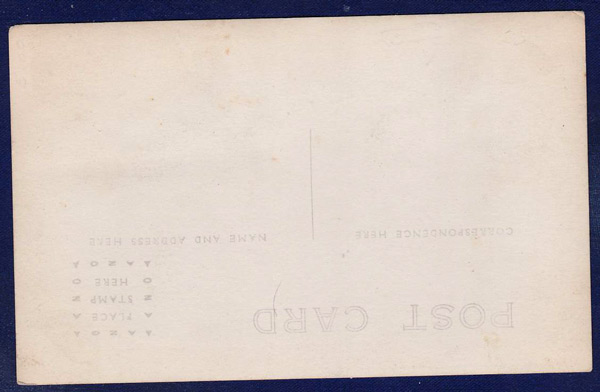 POST CARD
PLACE
STAMP
HERE
CORRESPONDENCE HERE
NAME AND ADDRESS HERE